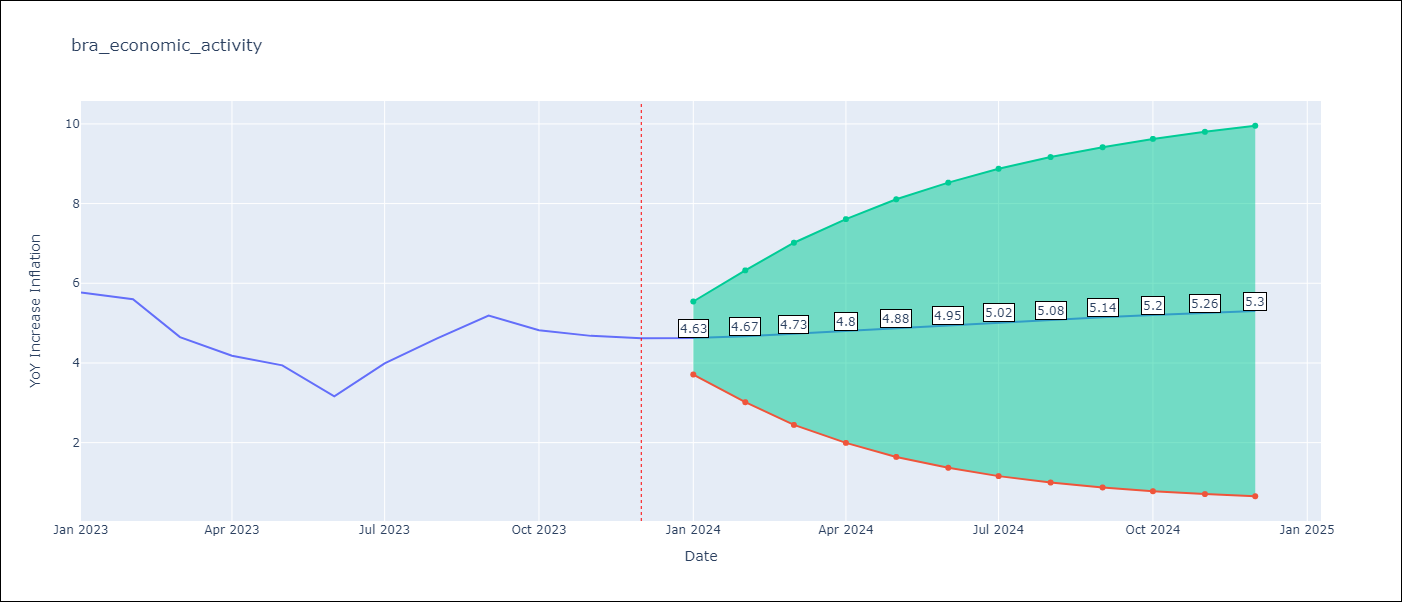 bra_economic_activity
10
8
6
4
2
YoY Increase Inflation
4.63 4.67 4.73 4.8 4.88 4.95 5.02 5.08 5.14 5.2 5.26 5.3
Jan 2023 Apr 2023 Jul 2023 Oct 2023 Jan 2024 Apr 2024 Jul 2024 Oct 2024 Jan 2025
Date